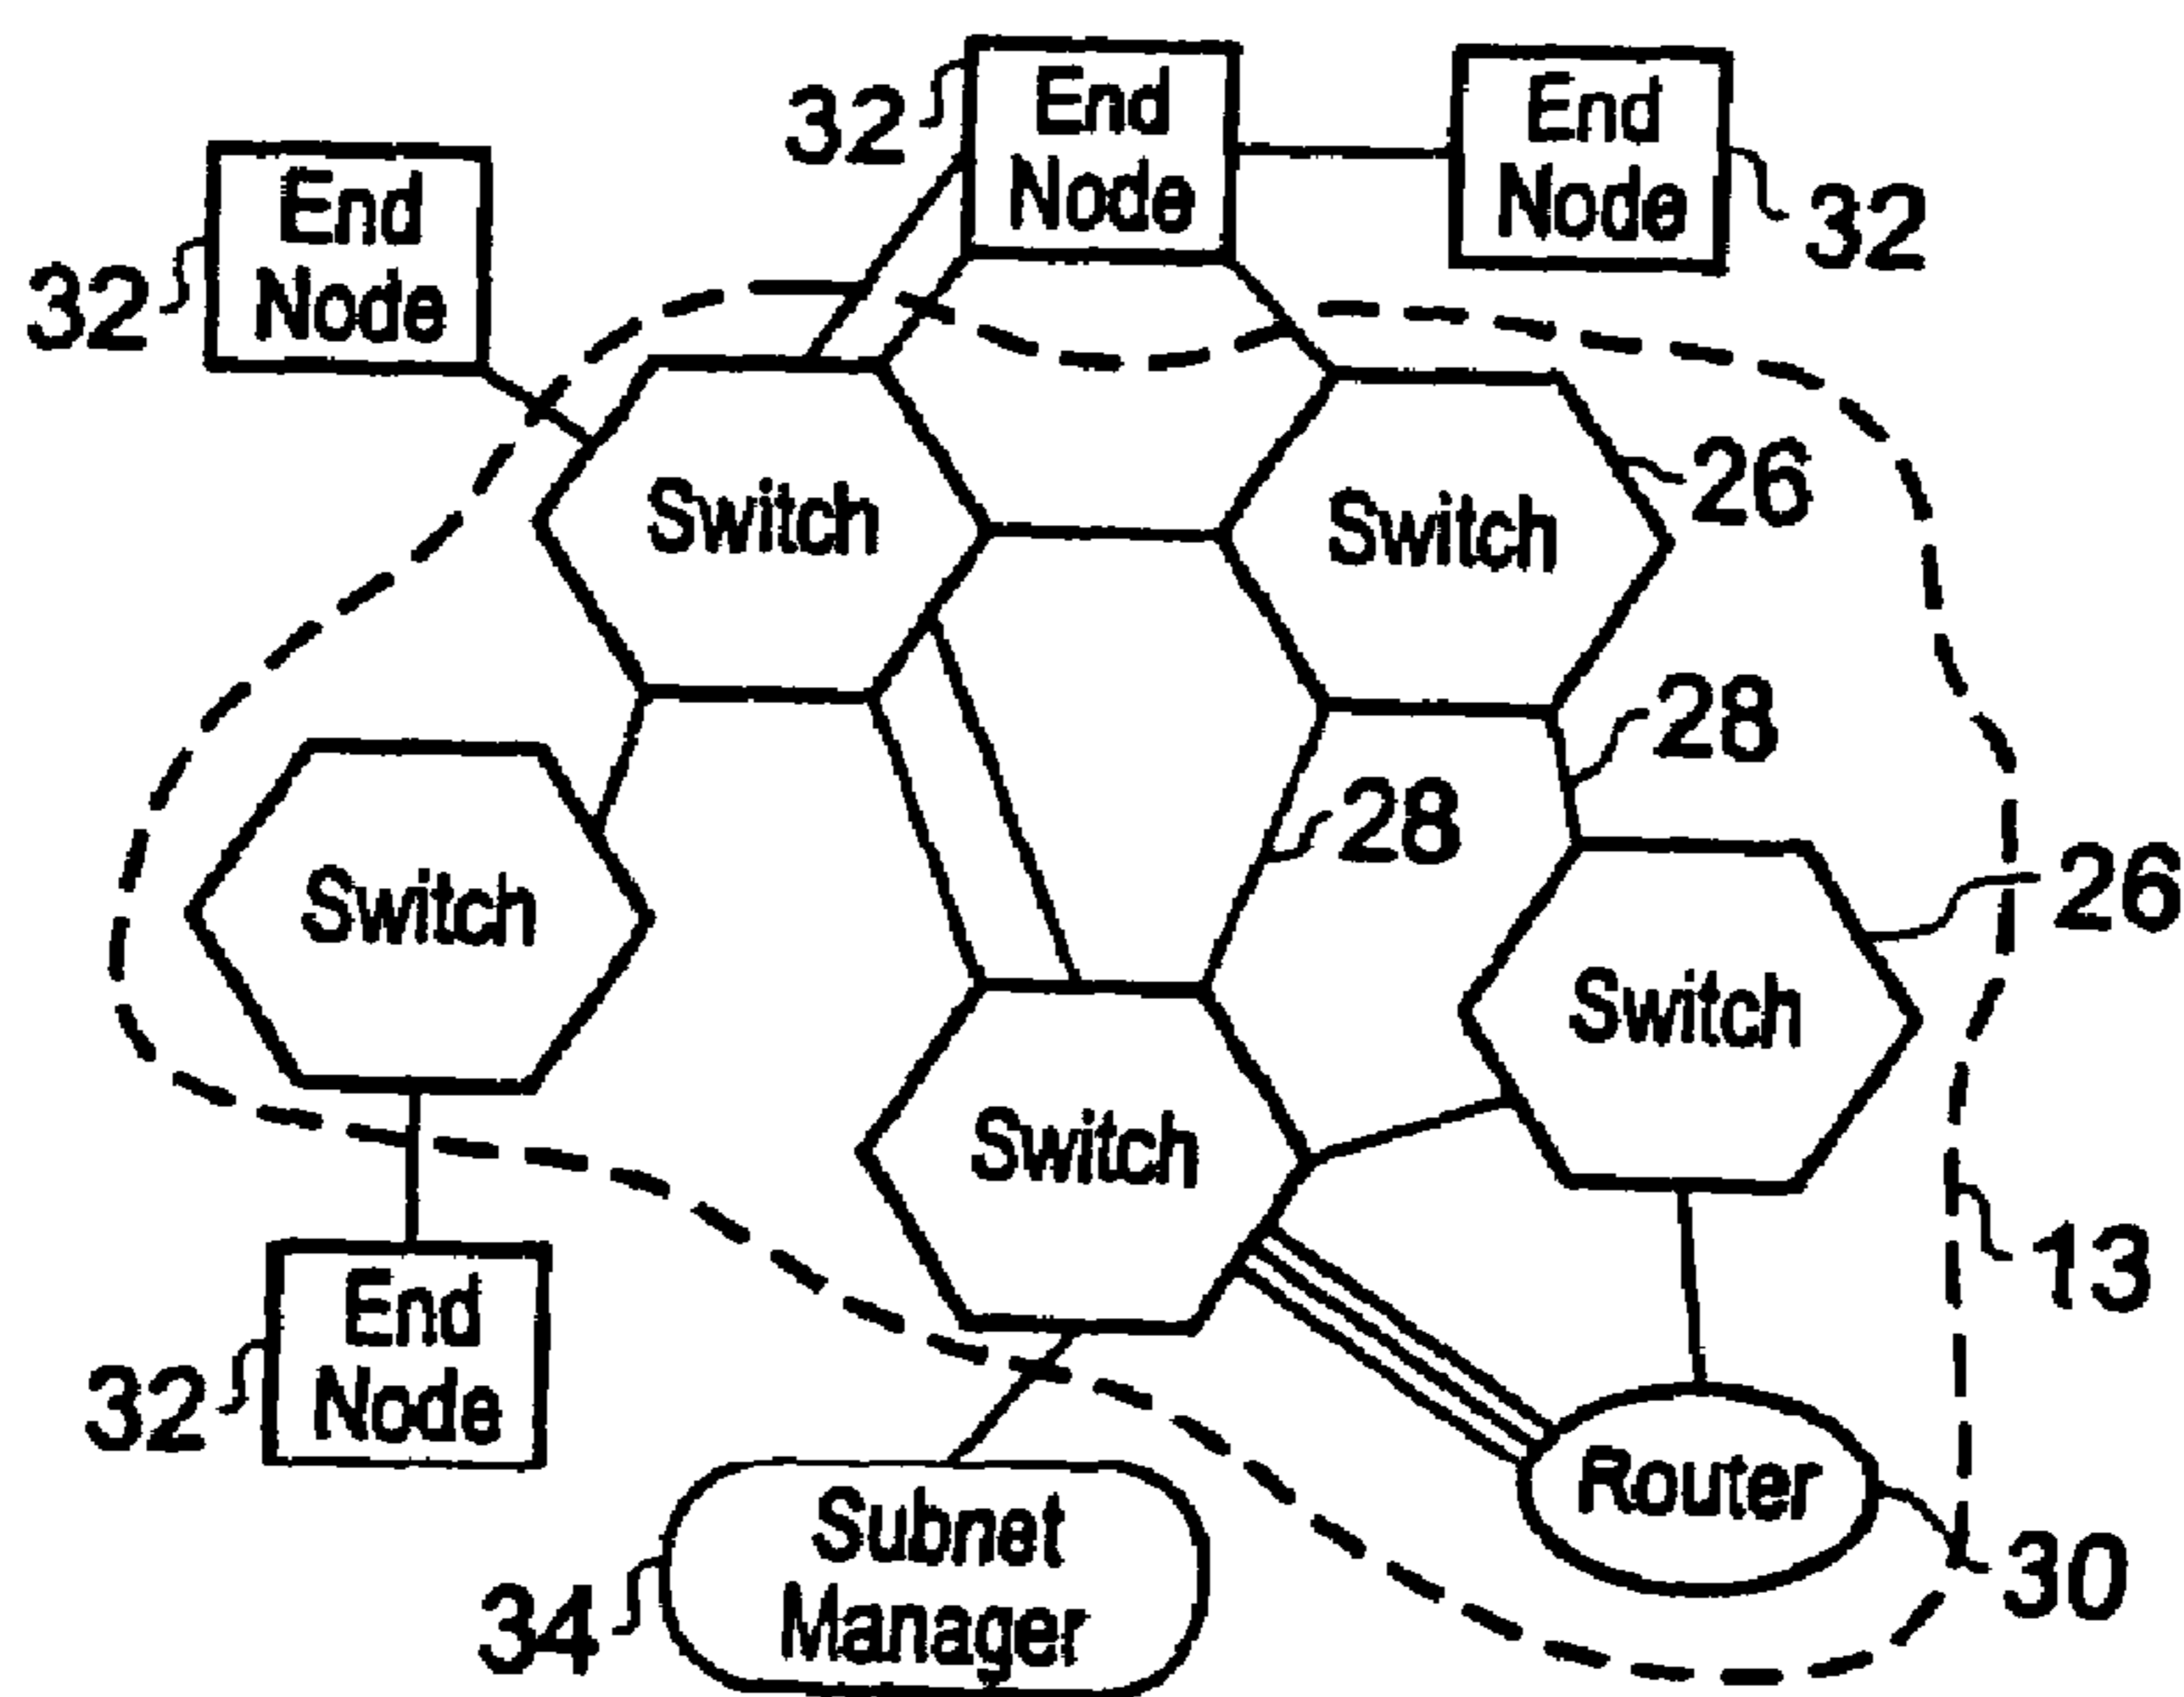 End
Node
32
End
Node
32
End
Node
32
Switch
Switch
26
28
28
Switch
26
Switch
Switch
13
End
Node
32
Router
30
Subnet
Manager
34